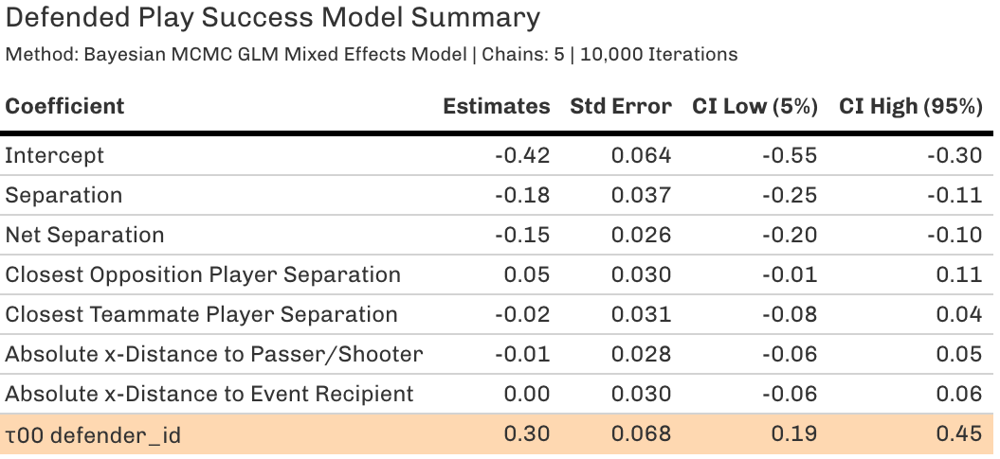 Defended Play Success Model Summary
Method: Bayesian MCMC GLM Mixed Effects Model | Chains: 5 | 10,000 Iterations
Coefficient Estimates Std Error CI Low (5%) CI High (95%)
Intercept -0.42 0.064 -0.55 -0.30
Separation -0.18 0.037 -0.25 -0.11
Net Separation -0.15 0.026 -0.20 -0.10
Closest Opposition Player Separation 0.05 0.030 -0.01 0.11
Closest Teammate Player Separation -0.02 0.031 -0.08 0.04
Absolute x-Distance to Passer/Shooter -0.01 0.028 -0.06 0.05
Absolute x-Distance to Event Recipient 0.00 0.030 -0.06 0.06
τ00 defender_id 0.30 0.068 0.19 0.45